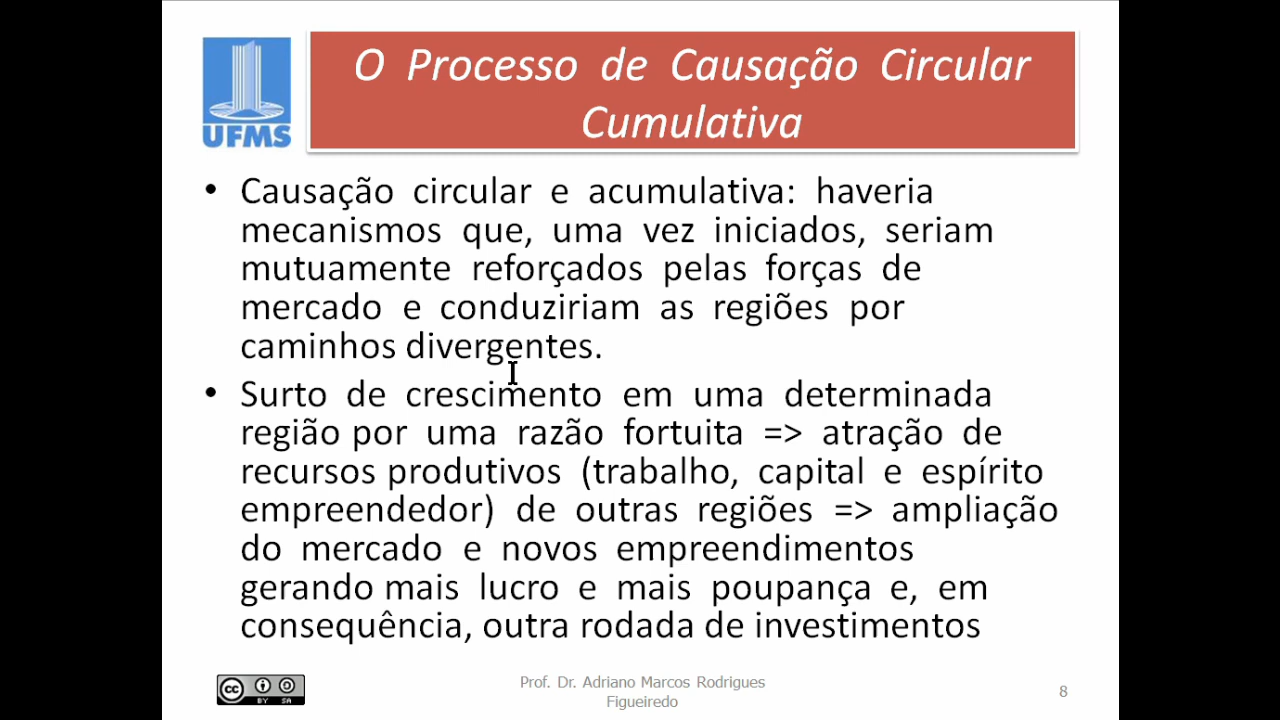 UFMS
O Processo de Causação Circular
Cumulativa
• Causação circular e acumulativa: haveria
mecanismos que, uma vez iniciados, seriam
mutuamente reforçados pelas forças de
mercado e conduziriam as regiões por
caminhos divergentes.
• Surto de crescimento em uma determinada
região por uma razão fortuita => atração de
recursos produtivos (trabalho, capital e espírito
empreendedor) de outras regiões => ampliação
do mercado e novos empreendimentos
gerando mais lucro e mais poupança e, em
consequência, outra rodada de investimentos
cc BY SA
Prof. Dr. Adriano Marcos Rodrigues
Figueiredo
8